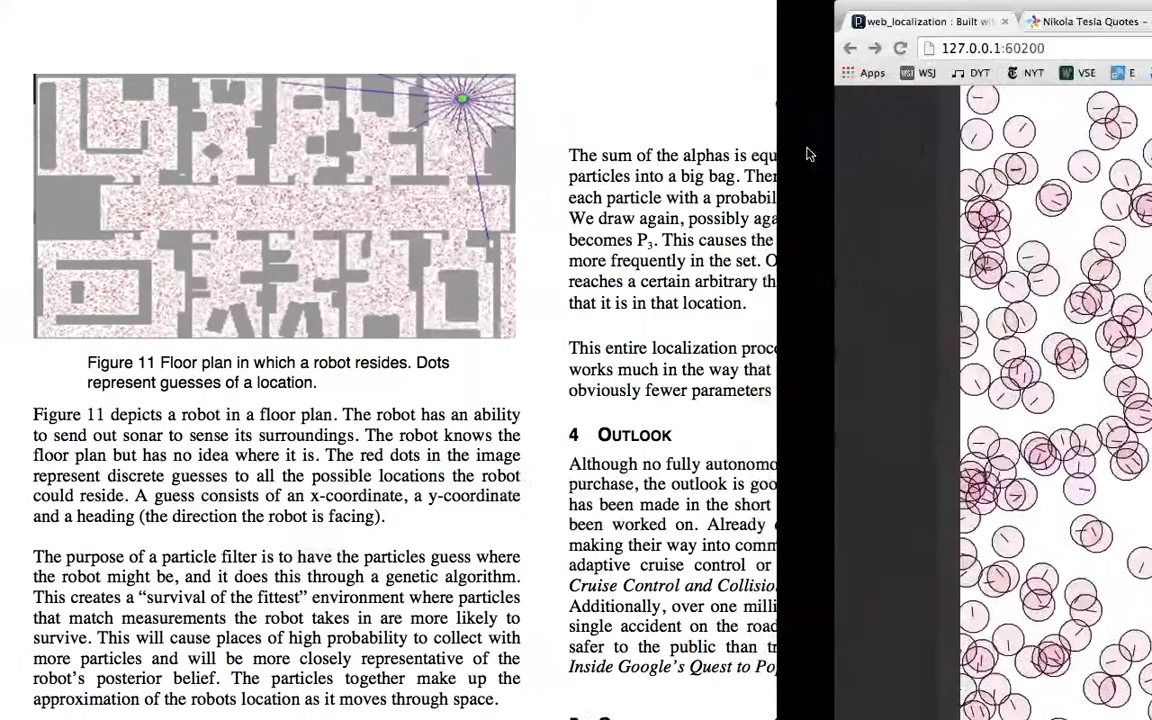 Figure 11 Floor plan in which a robot resides. Dots
represent guesses of a location.
Figure 11 depicts a robot in a floor plan. The robot has an ability
to send out sonar to sense its surroundings. The robot knows the
floor plan but has no idea where it is. The red dots in the image
represent discrete guesses to all the possible locations the robot
could reside. A guess consists of an x-coordinate, a y-coordinate
and a heading (the direction the robot is facing).
The purpose of a particle filter is to have the particles guess where
the robot might be, and it does this through a genetic algorithm.
This creates a “survival of the fittest” environment where particles
that match measurements the robot takes in are more likely to
survive. This will cause places of high probability to collect with
more particles and will be more closely representative of the
robot’s posterior belief. The particles together make up the
approximation of the robots location as it moves through space.
The sum of the alphas is equ
particles into a big bag. Ther
each particle with a probabil
We draw again, possibly aga
becomes P3. This causes the
more frequently in the set. O
reaches a certain arbitrary th
that it is in that location.
This entire localization proc
works much in the way that
obviously fewer parameters
4 OUTLOOK
Although no fully autonomo
purchase, the outlook is goo
has been made in the short
been worked on. Already
making their way into comm
adaptive cruise control or
Cruise Control and Collisio
Additionally, over one milli
single accident on the road
safer to the public than tr
Inside Google’s Quest to Pop
web_localization : Built wi
Nikola Tesla Quotes -
127.0.0.1:60200
Apps WSJ DYT NYT VSE E